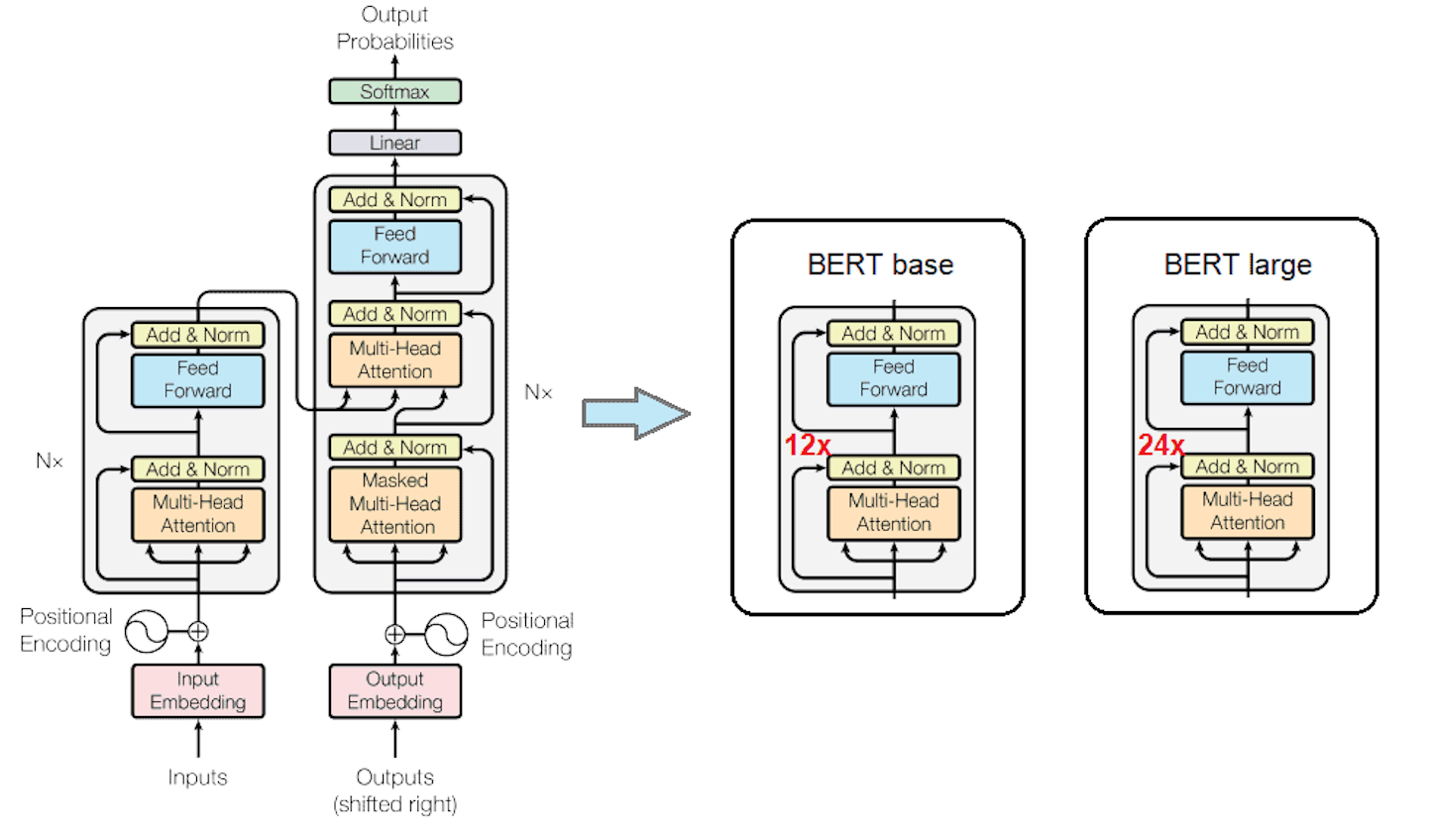 Output
Probabilities
Softmax
Linear
Add & Norm
Feed
Forward
Add & Norm
Multi-Head
Attention
Add & Norm
Masked
Multi-Head
Attention
N×
Positional
Encoding
Output
Embedding
Outputs
(shifted right)
Add & Norm
Feed
Forward
Add & Norm
Multi-Head
Attention
N×
Positional
Encoding
Input
Embedding
Inputs
BERT base
Add & Norm
Feed
Forward
12x
Add & Norm
Multi-Head
Attention
BERT large
Add & Norm
Feed
Forward
24x
Add & Norm
Multi-Head
Attention